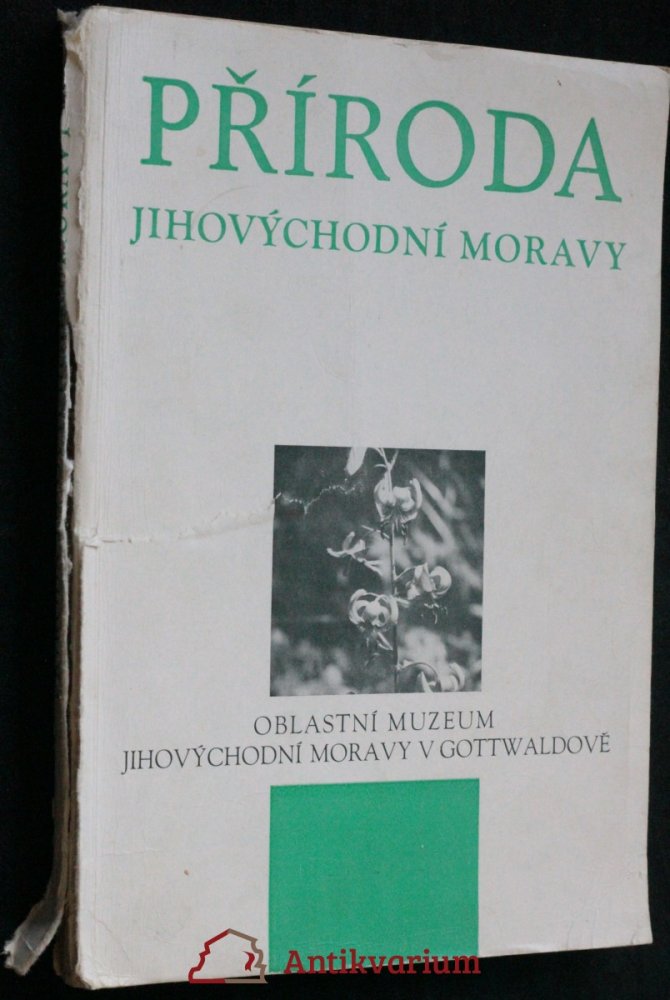 PŘÍRODA
JIHOVÝCHODNÍ MORAVY
OBLASTNÍ MUZEUM
JIHOVÝCHODNÍ MORAVY V GOTTWALDOVĚ
Antikvarium